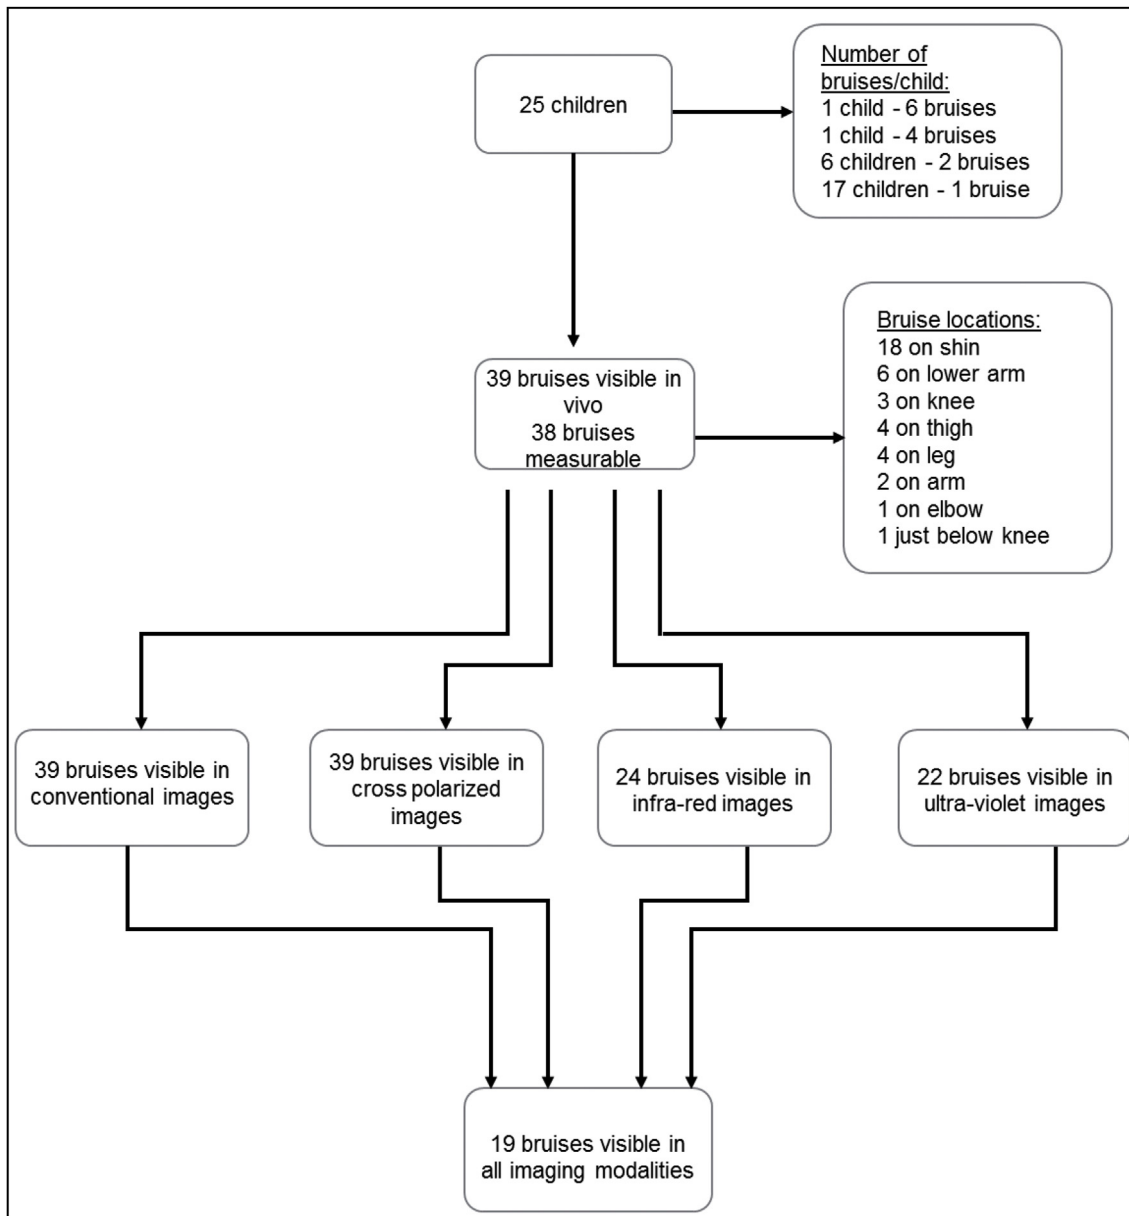 25 children
Number of
bruises/child:
1 child - 6 bruises
1 child - 4 bruises
6 children - 2 bruises
17 children - 1 bruise
39 bruises visible in
vivo
38 bruises
measurable
Bruise locations:
18 on shin
6 on lower arm
3 on knee
4 on thigh
4 on leg
2 on arm
1 on elbow
1 just below knee
39 bruises visible in
conventional images
39 bruises visible in
cross polarized
images
24 bruises visible in
infra-red images
22 bruises visible in
ultra-violet images
19 bruises visible in
all imaging modalities